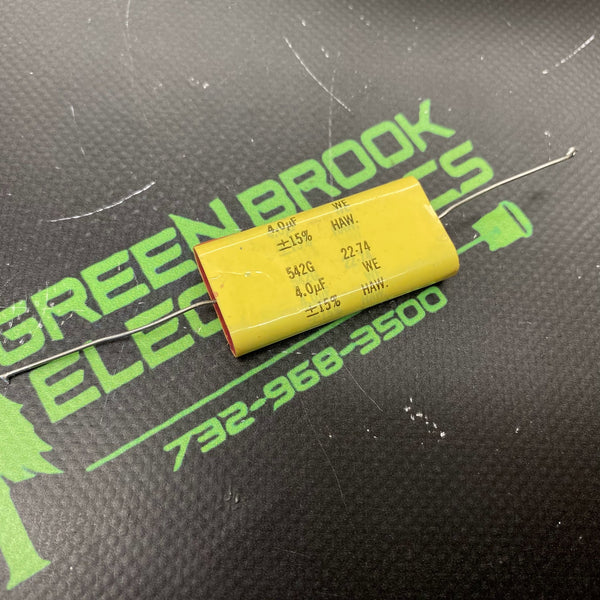 GREEN BROOK
ELEC CS
732-968-3500
4.0µF WE
±15% HAW.
542G 22-74
4.0µF WE
±15% HAW.